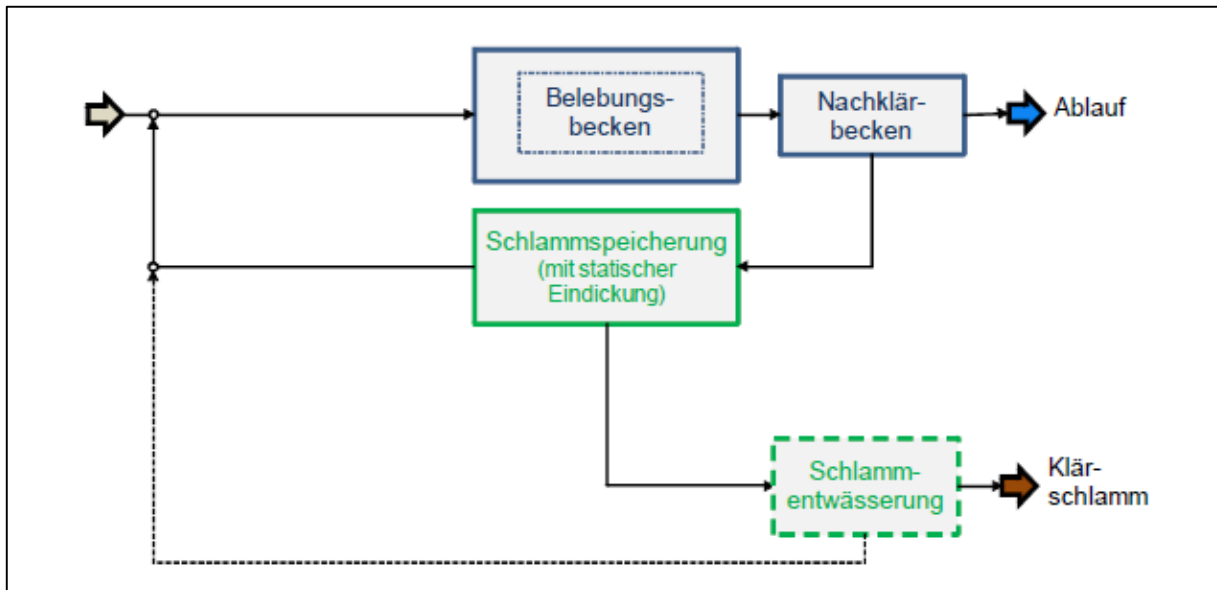 Belebungs-
becken
Nachklär-
becken
Ablauf
Schlammspeicherung
(mit statischer
Eindickung)
Schlamm-
entwässerung
Klär-
schlamm